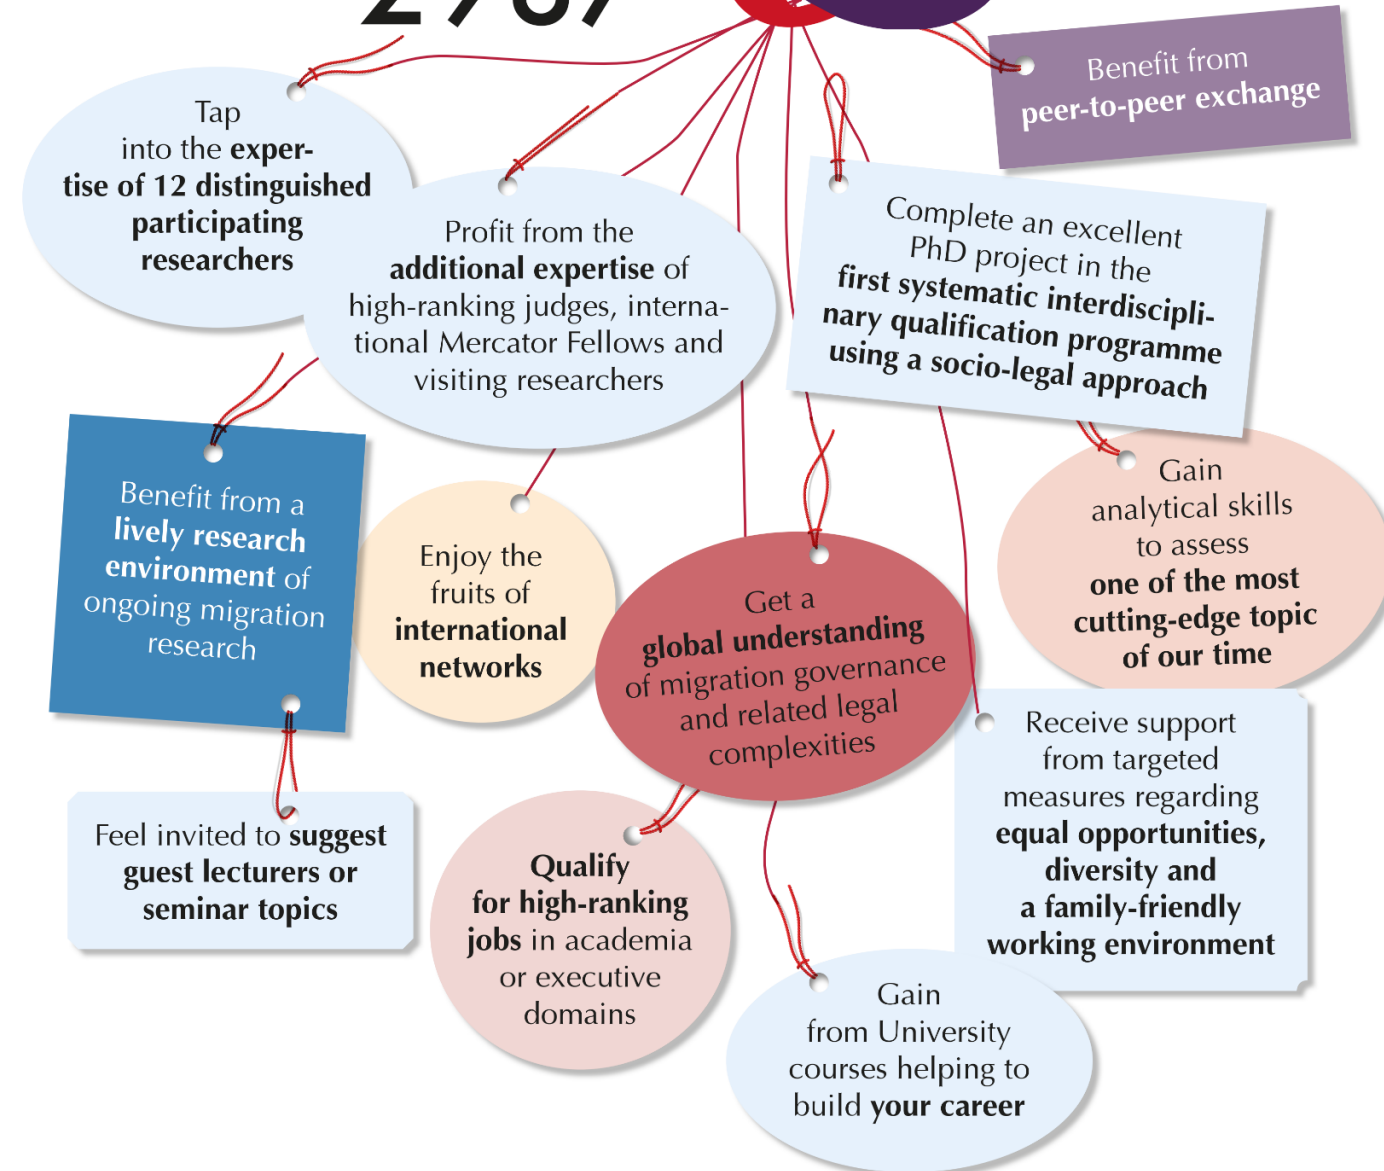 Benefit from
peer-to-peer exchange
Tap
into the exper-
tise of 12 distinguished
participating
researchers
Profit from the
additional expertise of
high-ranking judges, interna-
tional Mercator Fellows and
visiting researchers
Complete an excellent
PhD project in the
first systematic interdiscipli-
nary qualification programme
using a socio-legal approach
Benefit from a
lively research
environment of
ongoing migration
research
Enjoy the
fruits of
international
networks
Get a
global understanding
of migration governance
and related legal
complexities
Gain
analytical skills
to assess
one of the most
cutting-edge topic
of our time
Receive support
from targeted
measures regarding
equal opportunities,
diversity and
a family-friendly
working environment
Feel invited to suggest
guest lecturers or
seminar topics
Qualify
for high-ranking
jobs in academia
or executive
domains
Gain
from University
courses helping to
build your career